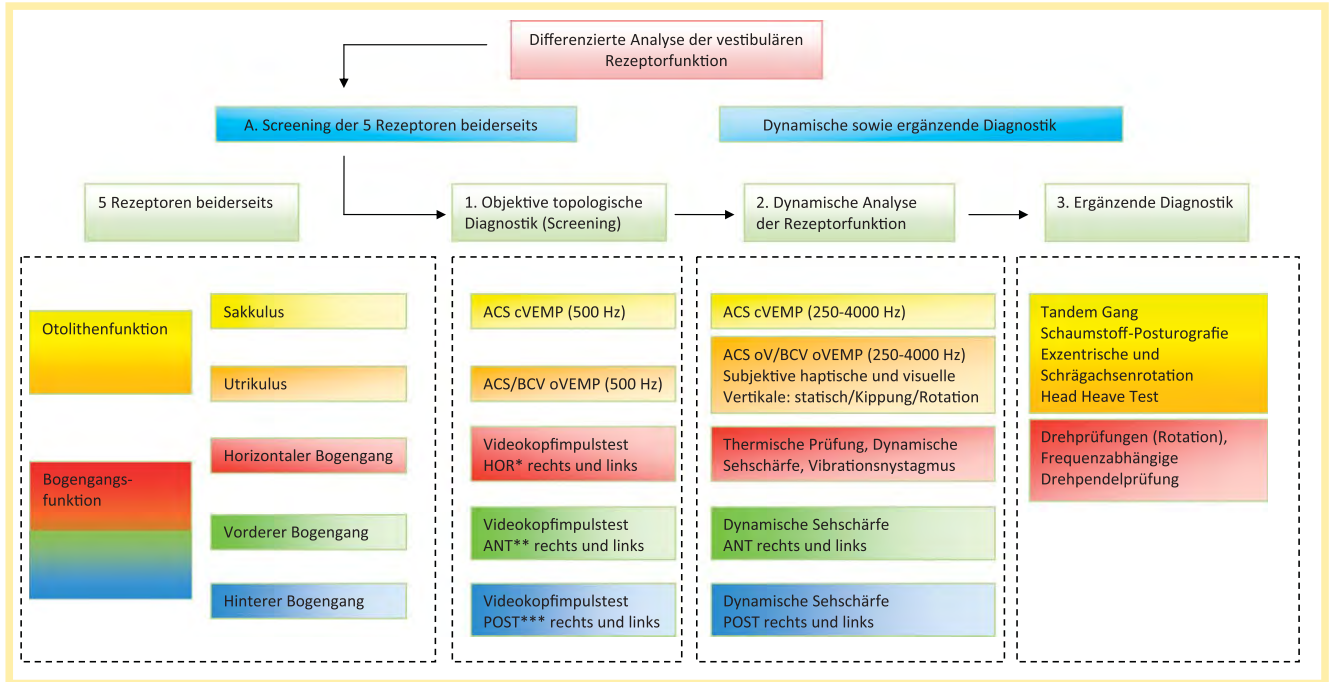 Differenzierte Analyse der vestibulären
Rezeptorfunktion
A. Screening der 5 Rezeptoren beiderseits
Dynamische sowie ergänzende Diagnostik
5 Rezeptoren beiderseits
1. Objektive topologische
Diagnostik (Screening)
2. Dynamische Analyse
der Rezeptorfunktion
3. Ergänzende Diagnostik
Otolithenfunktion
Bogengangs-
funktion
Sakkulus
Utrikulus
Horizontaler Bogengang
Vorderer Bogengang
Hinterer Bogengang
ACS cVEMP (500 Hz)
ACS/BCV oVEMP (500 Hz)
Videokopfimpulstest
HOR* rechts und links
Videokopfimpulstest
ANT** rechts und links
Videokopfimpulstest
POST*** rechts und links
ACS cVEMP (250-4000 Hz)
ACS oV/BCV oVEMP (250-4000 Hz)
Subjektive haptische und visuelle
Vertikale: statisch/Kippung/Rotation
Thermische Prüfung, Dynamische
Sehschärfe, Vibrationsnystagmus
Dynamische Sehschärfe
ANT rechts und links
Dynamische Sehschärfe
POST rechts und links
Tandem Gang
Schaumstoff-Posturografie
Exzentrische und
Schrägachsenrotation
Head Heave Test
Drehprüfungen (Rotation),
Frequenzabhängige
Drehpendelprüfung